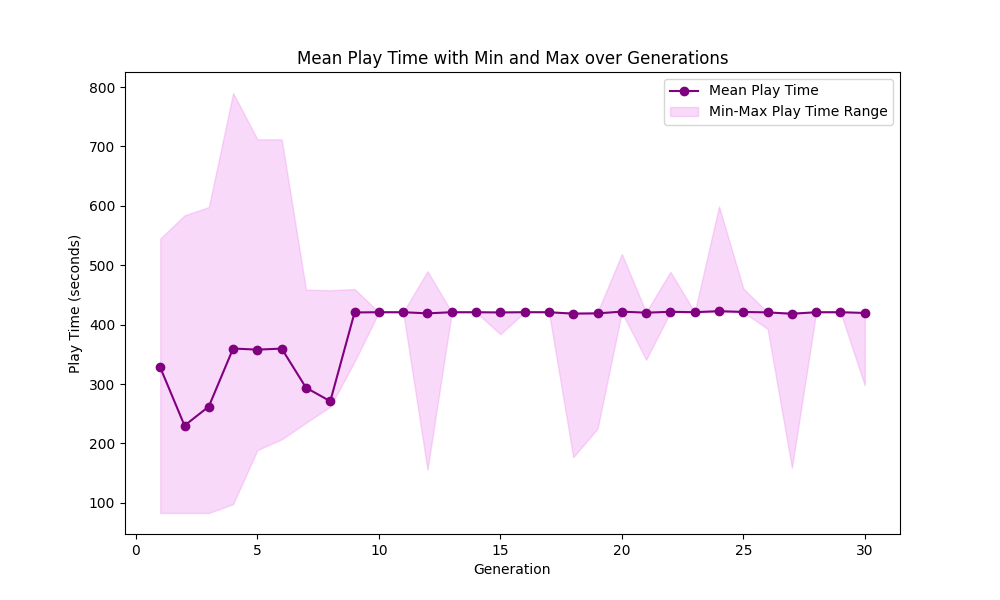 Mean Play Time with Min and Max over Generations
Mean Play Time
Min-Max Play Time Range
800
700
600
500
400
300
200
100
Play Time (seconds)
0 5 10 15 20 25 30
Generation